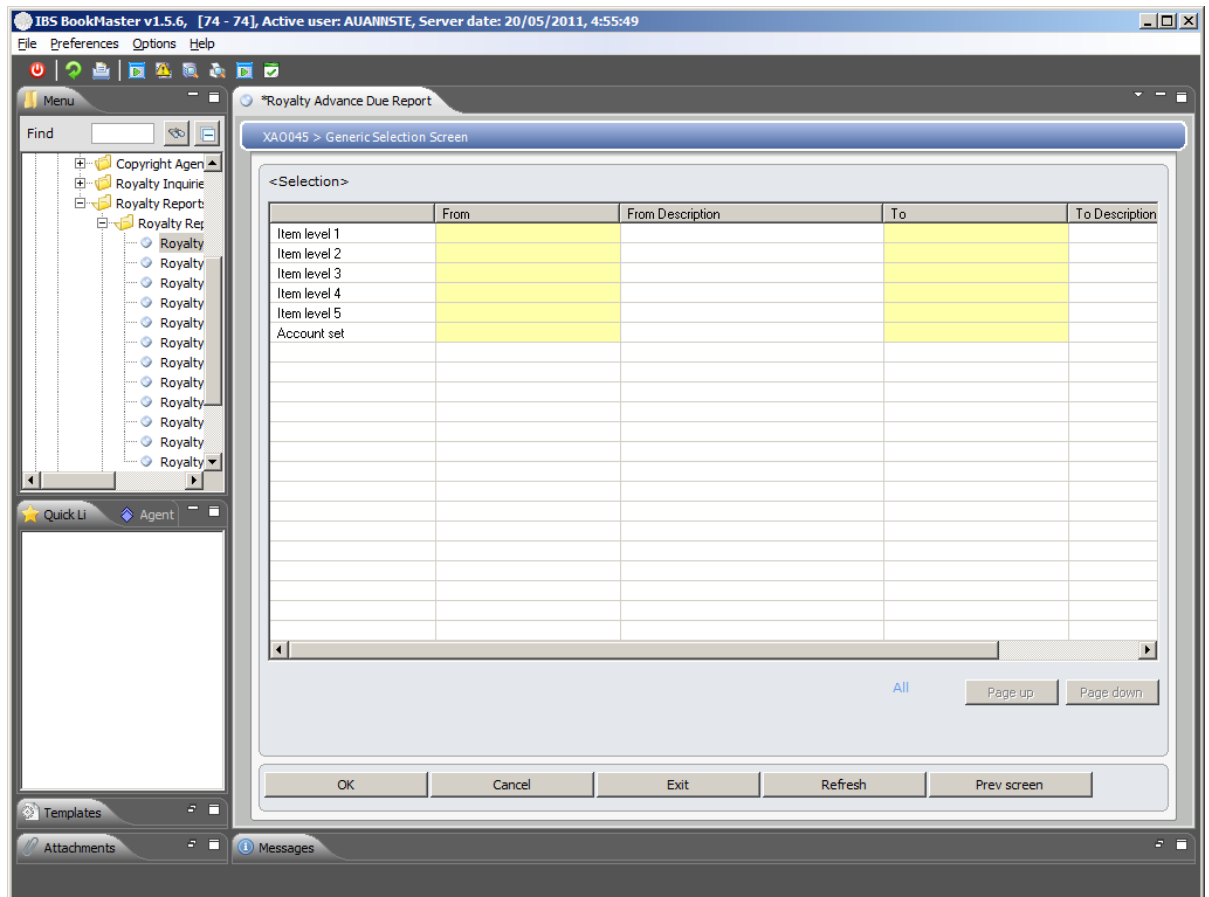 IBS BookMaster v1.5.6, [74 - 74], Active user: AUANNSTE, Server date: 20/05/2011, 4:55:49
File Preferences Options Help
Menu
Find
Copyright Agen
Royalty Inquirie
Royalty Reports
Royalty Rep
Royalty
Royalty
Royalty
Royalty
Royalty
Royalty
Royalty
Royalty
Royalty
Royalty
Royalty
Royalty
Quick Li Agent
Templates
Attachments
*Royalty Advance Due Report
XAO045 > Generic Selection Screen
<Selection>
From From Description To To Description
Item level 1
Item level 2
Item level 3
Item level 4
Item level 5
Account set
All Page up Page down
OK Cancel Exit Refresh Prev screen
Messages